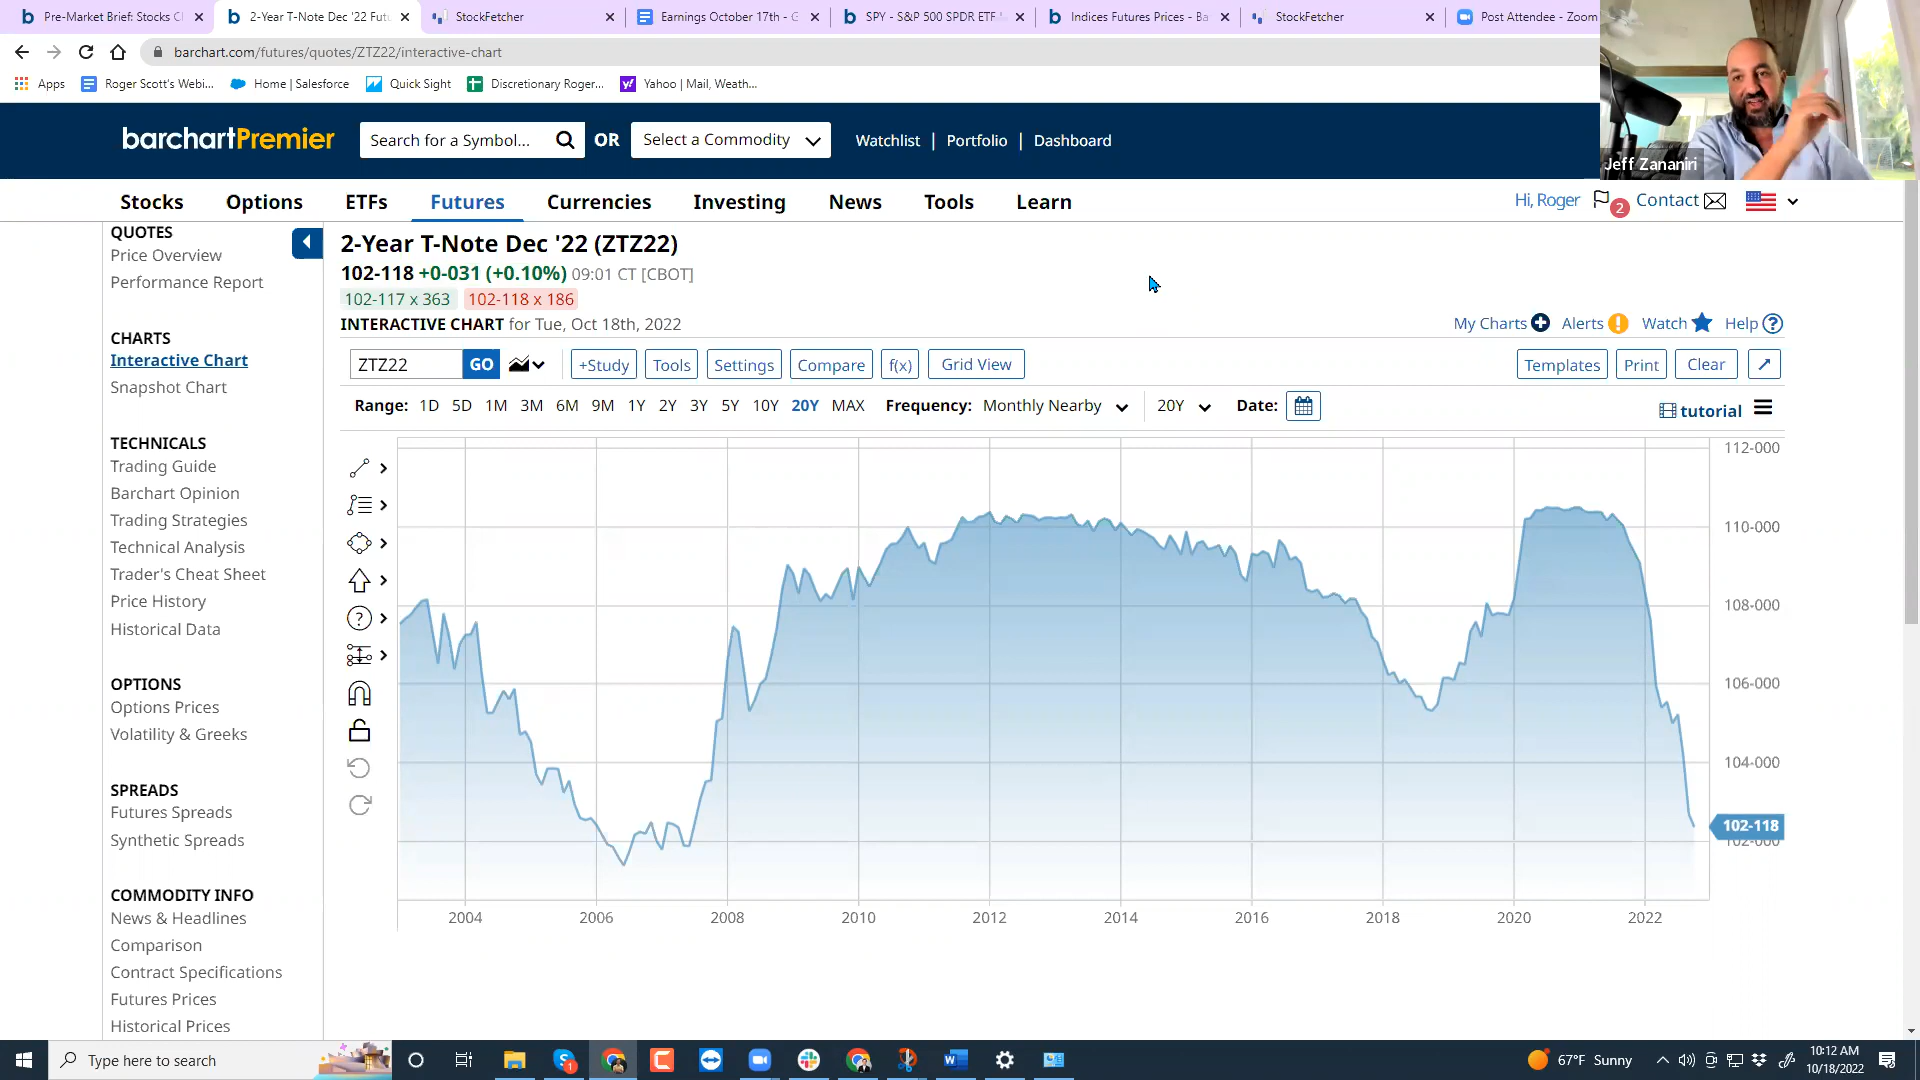 Pre-Market Brief: Stocks C
2-Year T-Note Dec '22 Futu
StockFetcher
Earnings October 17th - G
SPY - S&P 500 SPDR ETF
Indices Futures Prices - Ba
StockFetcher
Post Attendee - Zoom
barchart.com/futures/quotes/ZTZ22/interactive-chart
Apps
Roger Scott's Webi...
Home | Salesforce
Quick Sight
Discretionary Roger...
Yahoo | Mail, Weath...
Jeff Zananiri
barchartPremier
Search for a Symbol...
OR
Select a Commodity
Watchlist | Portfolio | Dashboard
Stocks Options ETFs Futures Currencies Investing News Tools Learn
Hi, Roger
2
Contact
QUOTES
Price Overview
Performance Report
CHARTS
Interactive Chart
Snapshot Chart
TECHNICALS
Trading Guide
Barchart Opinion
Trading Strategies
Technical Analysis
Trader's Cheat Sheet
Price History
Historical Data
OPTIONS
Options Prices
Volatility & Greeks
SPREADS
Futures Spreads
Synthetic Spreads
COMMODITY INFO
News & Headlines
Comparison
Contract Specifications
Futures Prices
Historical Prices
2-Year T-Note Dec '22 (ZTZ22)
102-118 +0-031 (+0.10%) 09:01 CT [CBOT]
102-117 x 363 102-118 x 186
INTERACTIVE CHART for Tue, Oct 18th, 2022
My Charts Alerts Watch Help
ZTZ22 GO +Study Tools Settings Compare f(x) Grid View
Templates Print Clear
Range: 1D 5D 1M 3M 6M 9M 1Y 2Y 3Y 5Y 10Y 20Y MAX Frequency: Monthly Nearby 20Y Date:
tutorial
112-000
110-000
108-000
106-000
104-000
102-118
102-000
2004 2006 2008 2010 2012 2014 2016 2018 2020 2022
Type here to search
67°F Sunny
10:12 AM
10/18/2022